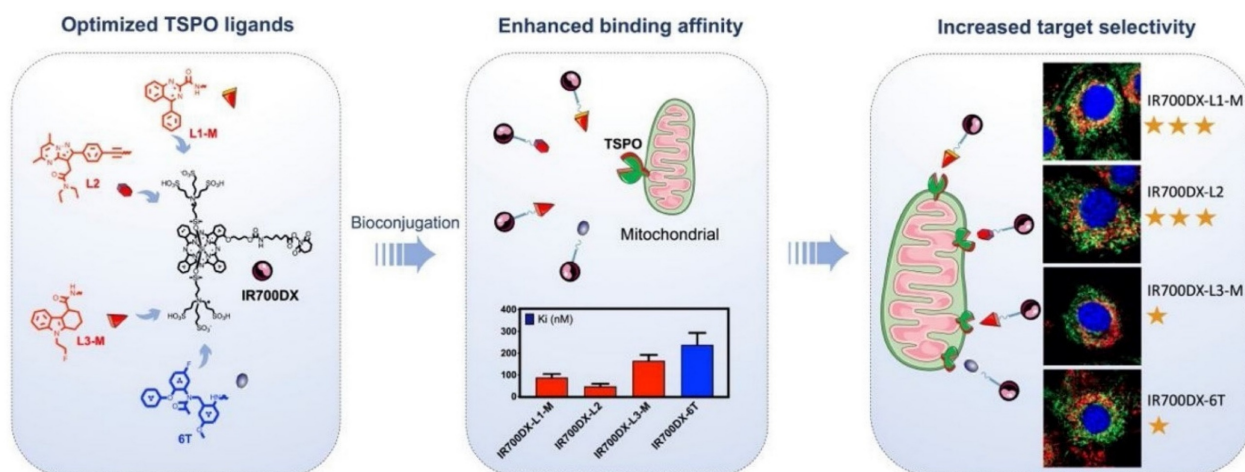 Optimized TSPO ligands
Enhanced binding affinity
Increased target selectivity
L1-M
L2
L3-M
6T
IR700DX
Bioconjugation
TSPO
Mitochondrial
Ki (nM)
400
300
200
100
0
IR700DX-L1-M
IR700DX-L2
IR700DX-L3-M
IR700DX-6T
IR700DX-L1-M
IR700DX-L2
IR700DX-L3-M
IR700DX-6T